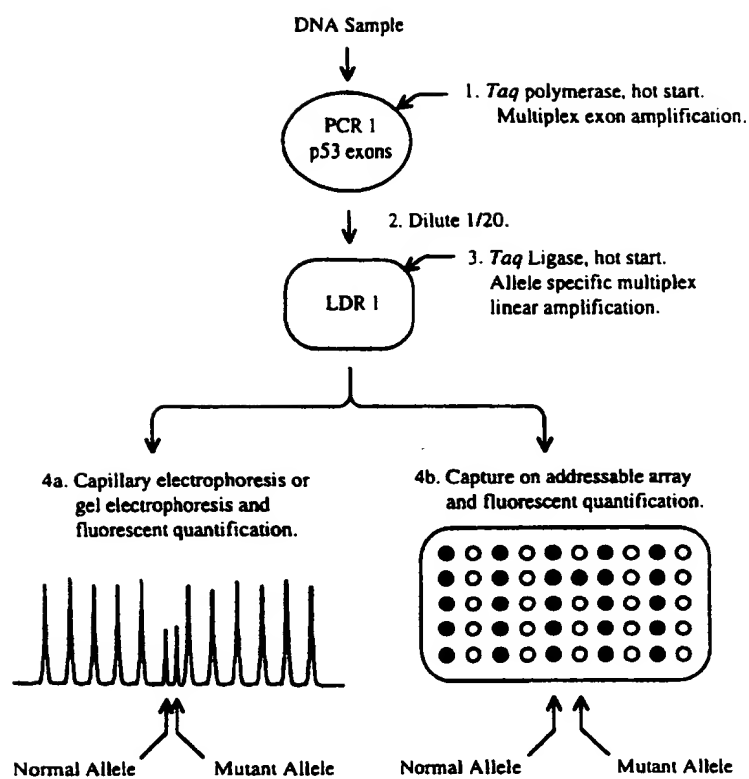 DNA Sample
1. Taq polymerase, hot start.
Multiplex exon amplification.
PCR 1
p53 exons
2. Dilute 1/20.
3. Taq Ligase, hot start.
Allele specific multiplex
linear amplification.
LDR 1
4a. Capillary electrophoresis or
gel electrophoresis and
fluorescent quantification.
4b. Capture on addressable array
and fluorescent quantification.
Normal Allele
Mutant Allele
Normal Allele
Mutant Allele